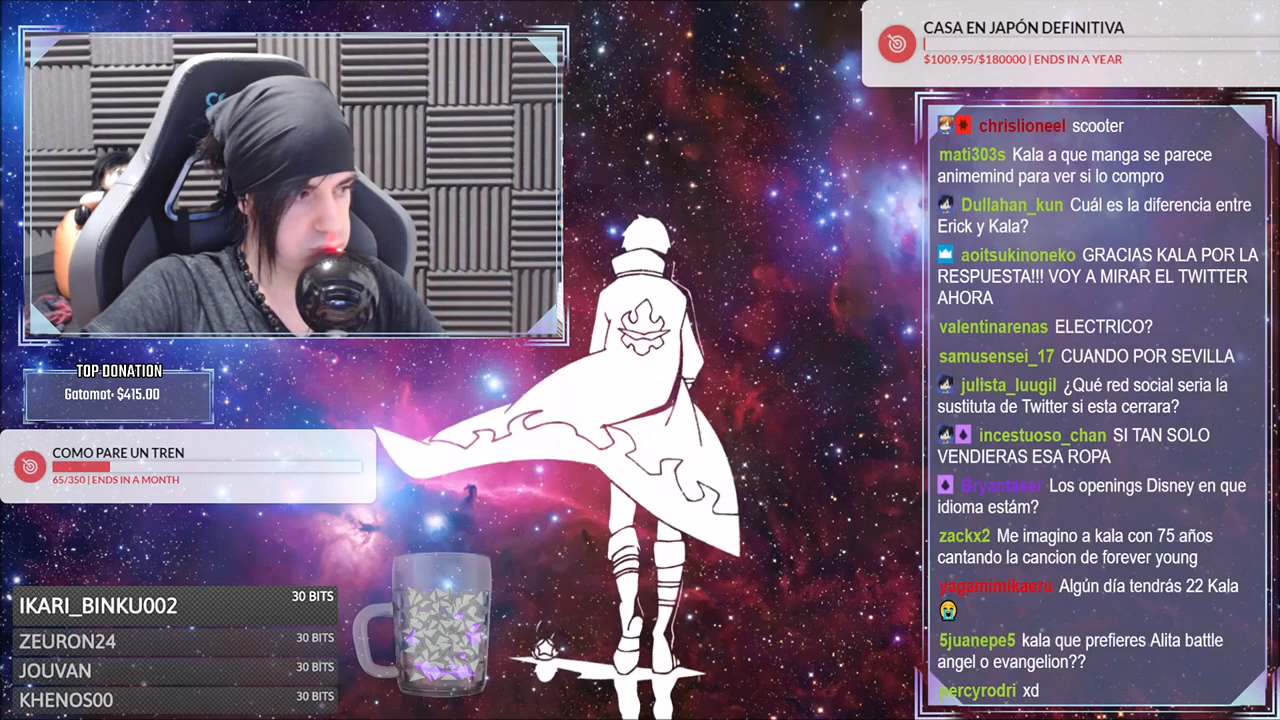 CASA EN JAPÓN DEFINITIVA
$1009.95/$180000 | ENDS IN A YEAR
chrislioneel scooter
mati303s Kala a que manga se parece
animemind para ver si lo compro
Dullahan_kun Cuál es la diferencia entre
Erick y Kala?
aoitsukinoneko GRACIAS KALA POR LA
RESPUESTA!!! VOY A MIRAR EL TWITTER
AHORA
valentinarenas ELECTRICO?
samusensei_17 CUANDO POR SEVILLA
julista_luugil ¿Qué red social seria la
sustituta de Twitter si esta cerrara?
incestuoso_chan SI TAN SOLO
VENDIERAS ESA ROPA
Los openings Disney en que
idioma estám?
zackx2 Me imagino a kala con 75 años
cantando la cancion de forever young
yagamimikaeru Algún día tendrás 22 Kala
5juanepe5 kala que prefieres Alita battle
angel o evangelion??
percyrodri xd
TOP DONATION
Gatomot: $415.00
COMO PARE UN TREN
65/350 | ENDS IN A MONTH
IKARI_BINKU002 30 BITS
ZEURON24 30 BITS
JOUVAN 30 BITS
KHENOS00 30 BITS